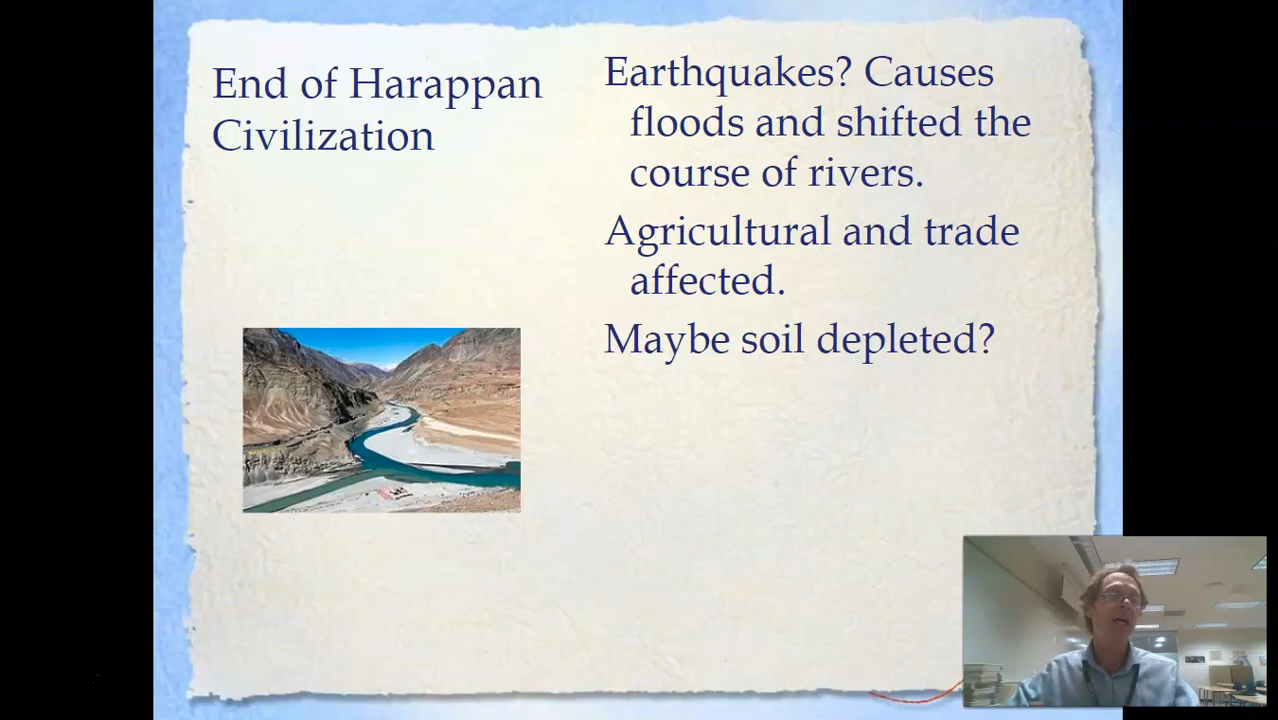 End of Harappan
Civilization
Earthquakes? Causes
floods and shifted the
course of rivers.
Agricultural and trade
affected.
Maybe soil depleted?